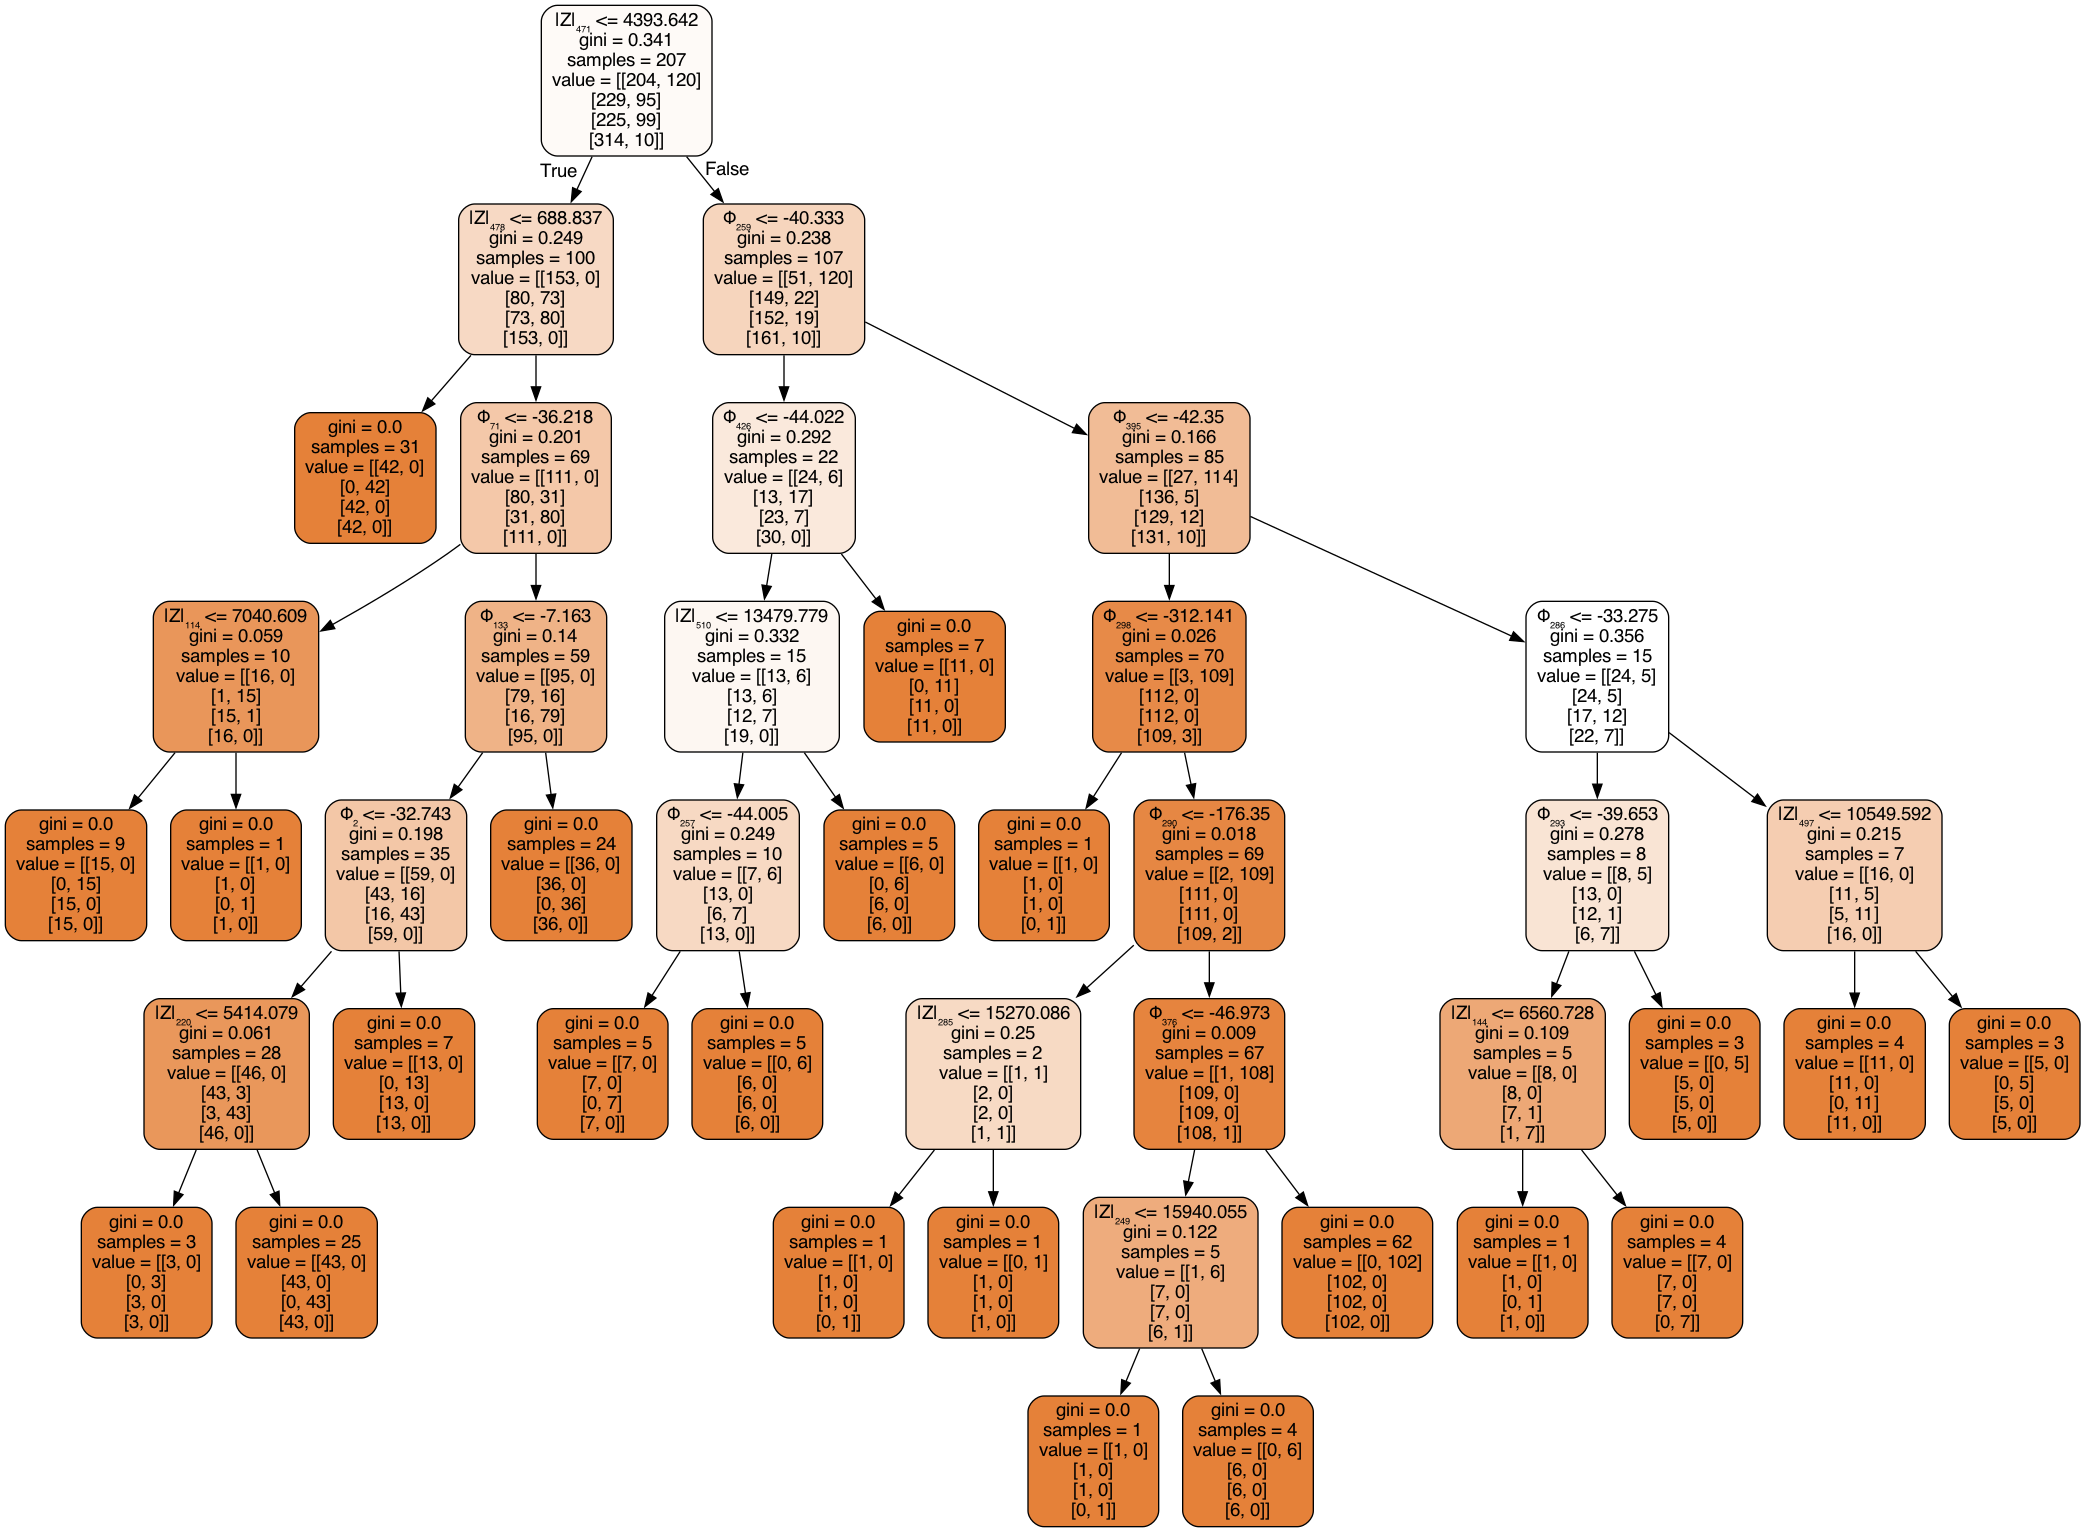 |Z|₄₇₁ <= 4393.642
gini = 0.341
samples = 207
value = [[204, 120]
[229, 95]
[225, 99]
[314, 10]]
True
False
|Z|₄₇₈ <= 688.837
gini = 0.249
samples = 100
value = [[153, 0]
[80, 73]
[73, 80]
[153, 0]]
Φ₂₅₉ <= -40.333
gini = 0.238
samples = 107
value = [[51, 120]
[149, 22]
[152, 19]
[161, 10]]
gini = 0.0
samples = 31
value = [[42, 0]
[0, 42]
[42, 0]
[42, 0]]
Φ₇₁ <= -36.218
gini = 0.201
samples = 69
value = [[111, 0]
[80, 31]
[31, 80]
[111, 0]]
Φ₄₂₆ <= -44.022
gini = 0.292
samples = 22
value = [[24, 6]
[13, 17]
[23, 7]
[30, 0]]
Φ₃₉₅ <= -42.35
gini = 0.166
samples = 85
value = [[27, 114]
[136, 5]
[129, 12]
[131, 10]]
|Z|₁₁₄ <= 7040.609
gini = 0.059
samples = 10
value = [[16, 0]
[1, 15]
[15, 1]
[16, 0]]
Φ₁₃₃ <= -7.163
gini = 0.14
samples = 59
value = [[95, 0]
[79, 16]
[16, 79]
[95, 0]]
|Z|₅₁₀ <= 13479.779
gini = 0.332
samples = 15
value = [[13, 6]
[13, 6]
[12, 7]
[19, 0]]
gini = 0.0
samples = 7
value = [[11, 0]
[0, 11]
[11, 0]
[11, 0]]
Φ₂₉₈ <= -312.141
gini = 0.026
samples = 70
value = [[3, 109]
[112, 0]
[112, 0]
[109, 3]]
Φ₂₈₆ <= -33.275
gini = 0.356
samples = 15
value = [[24, 5]
[24, 5]
[17, 12]
[22, 7]]
gini = 0.0
samples = 9
value = [[15, 0]
[0, 15]
[15, 0]
[15, 0]]
gini = 0.0
samples = 1
value = [[1, 0]
[1, 0]
[0, 1]
[1, 0]]
Φ₂ <= -32.743
gini = 0.198
samples = 35
value = [[59, 0]
[43, 16]
[16, 43]
[59, 0]]
gini = 0.0
samples = 24
value = [[36, 0]
[36, 0]
[0, 36]
[36, 0]]
Φ₂₅₇ <= -44.005
gini = 0.249
samples = 10
value = [[7, 6]
[13, 0]
[6, 7]
[13, 0]]
gini = 0.0
samples = 5
value = [[6, 0]
[0, 6]
[6, 0]
[6, 0]]
gini = 0.0
samples = 1
value = [[1, 0]
[1, 0]
[1, 0]
[0, 1]]
Φ₂₉₀ <= -176.35
gini = 0.018
samples = 69
value = [[2, 109]
[111, 0]
[111, 0]
[109, 2]]
Φ₂₉₃ <= -39.653
gini = 0.278
samples = 8
value = [[8, 5]
[13, 0]
[12, 1]
[6, 7]]
|Z|₄₉₇ <= 10549.592
gini = 0.215
samples = 7
value = [[16, 0]
[11, 5]
[5, 11]
[16, 0]]
|Z|₂₂₀ <= 5414.079
gini = 0.061
samples = 28
value = [[46, 0]
[43, 3]
[3, 43]
[46, 0]]
gini = 0.0
samples = 7
value = [[13, 0]
[0, 13]
[13, 0]
[13, 0]]
gini = 0.0
samples = 5
value = [[7, 0]
[7, 0]
[0, 7]
[7, 0]]
gini = 0.0
samples = 5
value = [[0, 6]
[6, 0]
[6, 0]
[6, 0]]
|Z|₂₈₅ <= 15270.086
gini = 0.25
samples = 2
value = [[1, 1]
[2, 0]
[2, 0]
[1, 1]]
Φ₃₇₆ <= -46.973
gini = 0.009
samples = 67
value = [[1, 108]
[109, 0]
[109, 0]
[108, 1]]
|Z|₁₄₄ <= 6560.728
gini = 0.109
samples = 5
value = [[8, 0]
[8, 0]
[7, 1]
[1, 7]]
gini = 0.0
samples = 3
value = [[0, 5]
[5, 0]
[5, 0]
[5, 0]]
gini = 0.0
samples = 4
value = [[11, 0]
[11, 0]
[0, 11]
[11, 0]]
gini = 0.0
samples = 3
value = [[5, 0]
[0, 5]
[5, 0]
[5, 0]]
gini = 0.0
samples = 3
value = [[3, 0]
[0, 3]
[3, 0]
[3, 0]]
gini = 0.0
samples = 25
value = [[43, 0]
[43, 0]
[0, 43]
[43, 0]]
gini = 0.0
samples = 1
value = [[1, 0]
[1, 0]
[1, 0]
[0, 1]]
gini = 0.0
samples = 1
value = [[0, 1]
[1, 0]
[1, 0]
[1, 0]]
|Z|₂₄₉ <= 15940.055
gini = 0.122
samples = 5
value = [[1, 6]
[7, 0]
[7, 0]
[6, 1]]
gini = 0.0
samples = 62
value = [[0, 102]
[102, 0]
[102, 0]
[102, 0]]
gini = 0.0
samples = 1
value = [[1, 0]
[1, 0]
[0, 1]
[1, 0]]
gini = 0.0
samples = 4
value = [[7, 0]
[7, 0]
[7, 0]
[0, 7]]
gini = 0.0
samples = 1
value = [[1, 0]
[1, 0]
[1, 0]
[0, 1]]
gini = 0.0
samples = 4
value = [[0, 6]
[6, 0]
[6, 0]
[6, 0]]